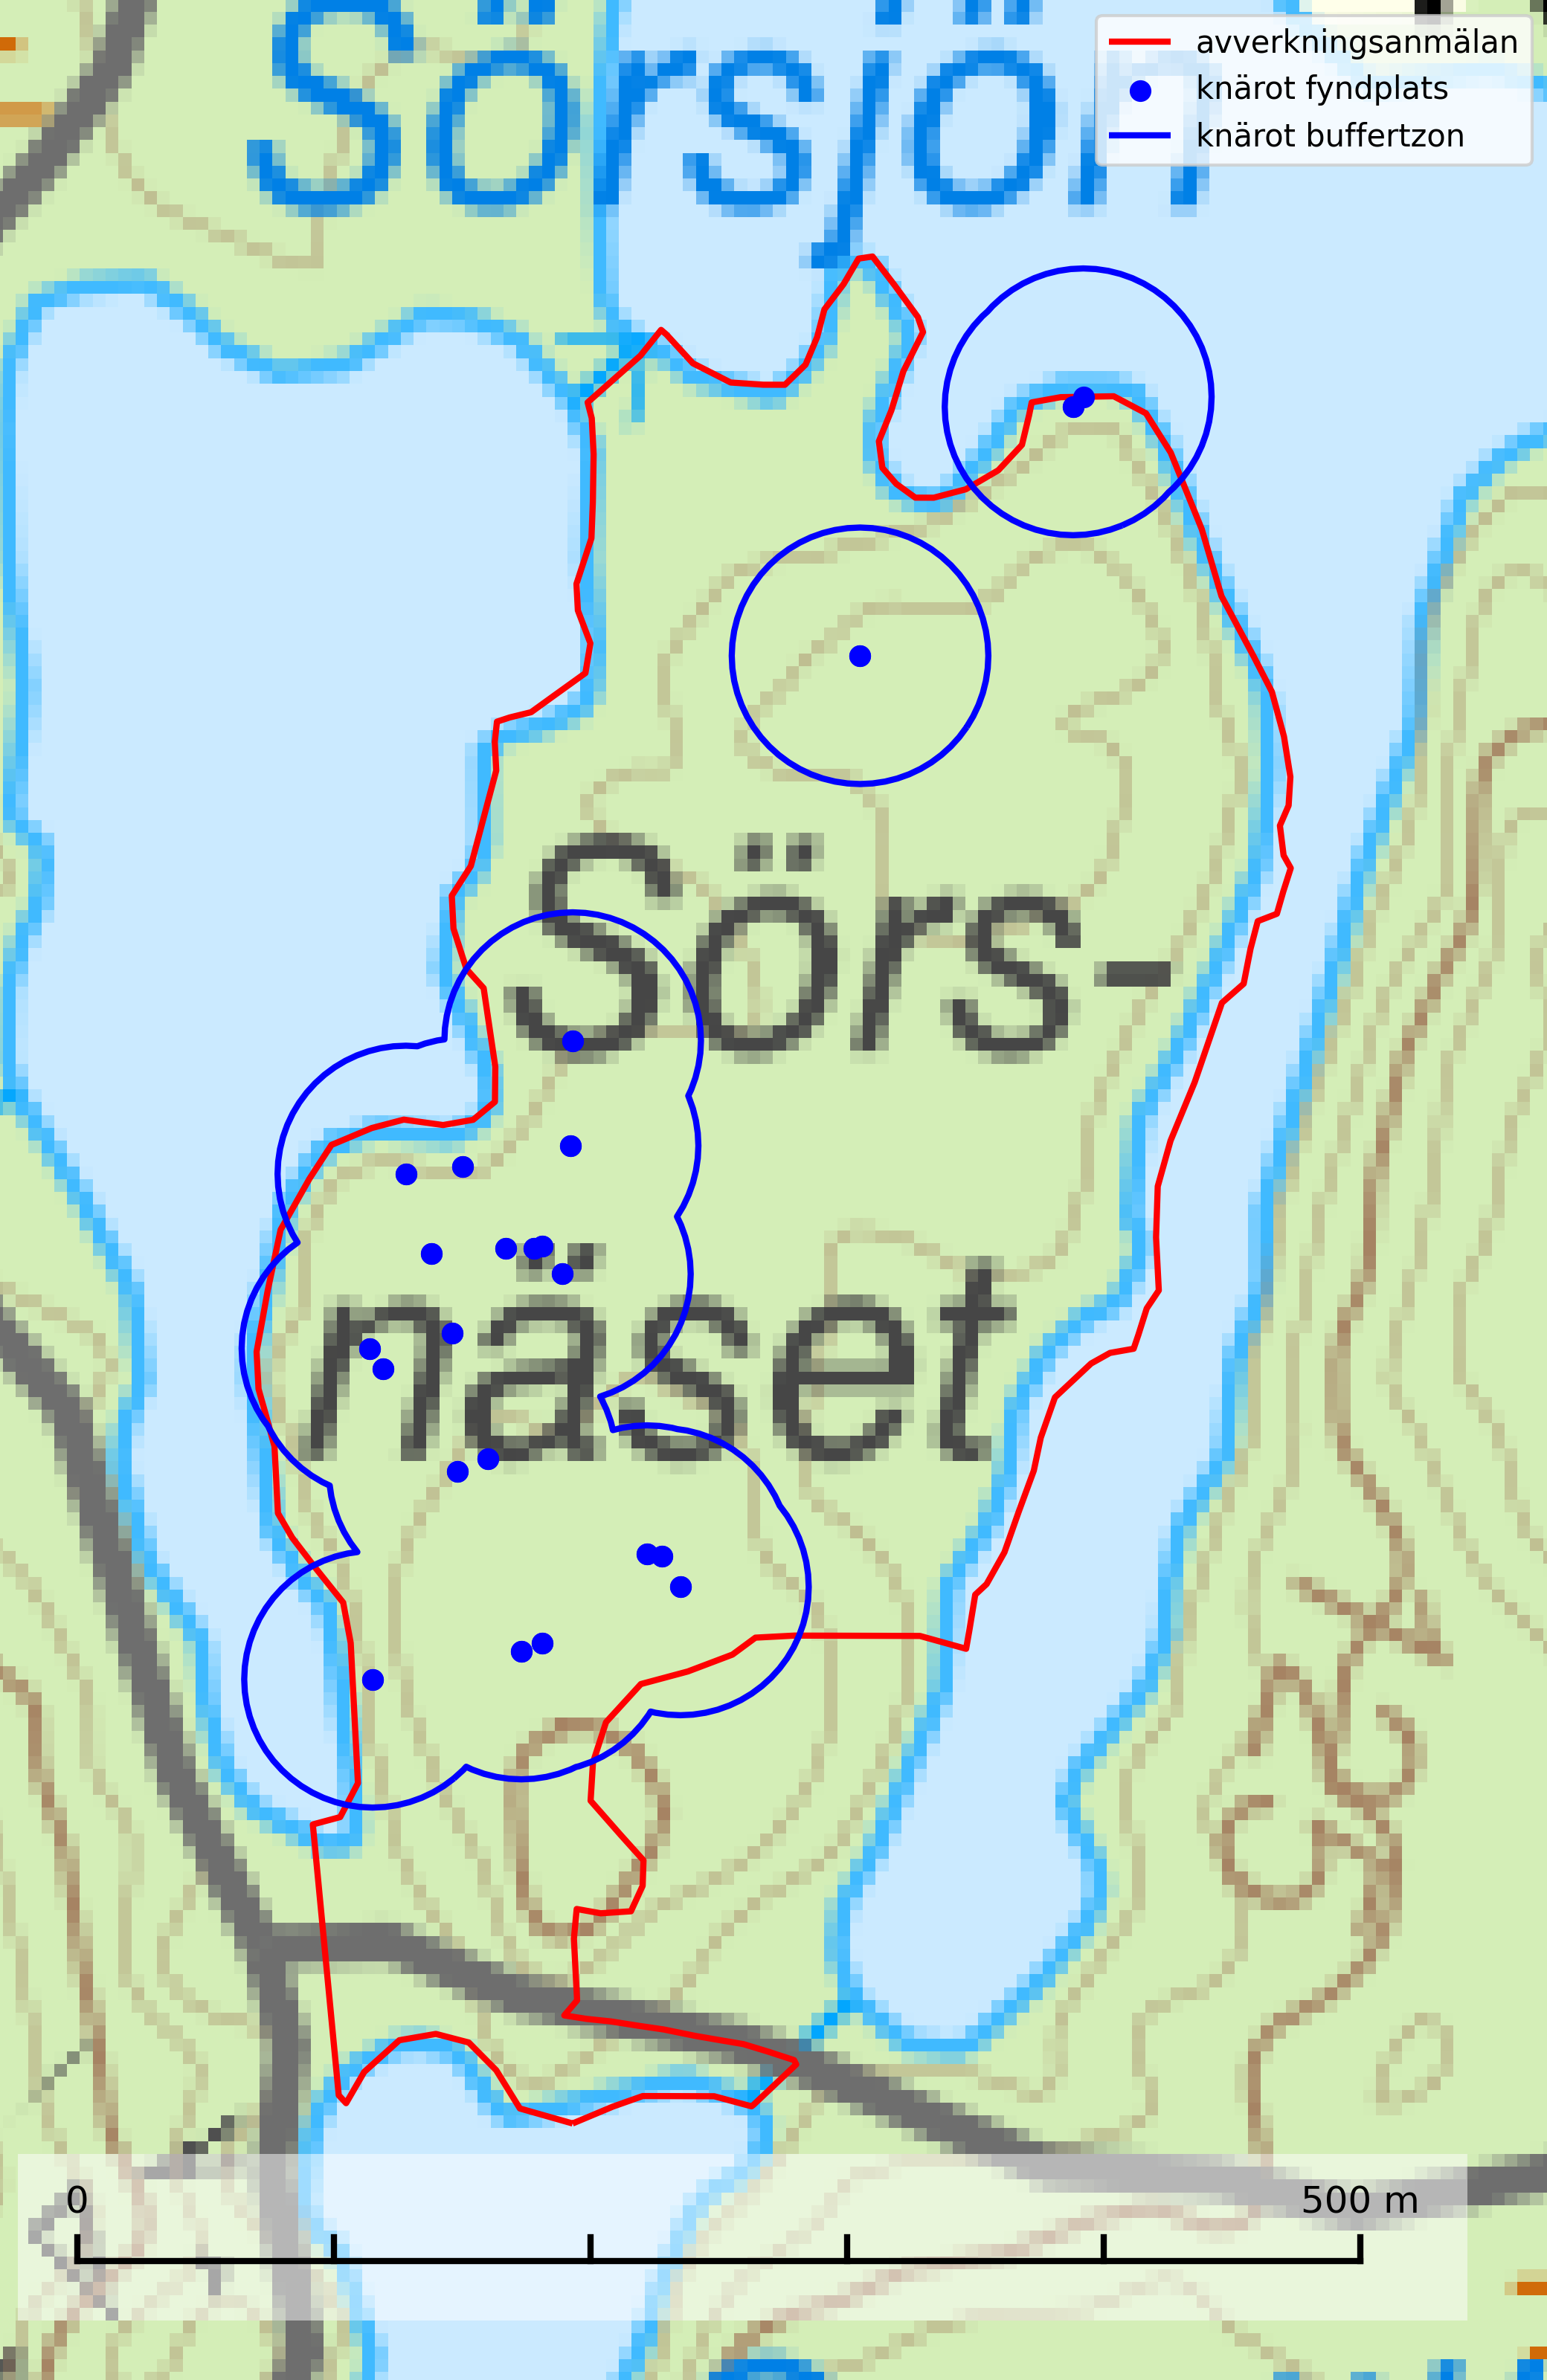 Sörsjön
avverkningsanmälan
knärot fyndplats
knärot buffertzon
Sörs-
näset
0
500 m